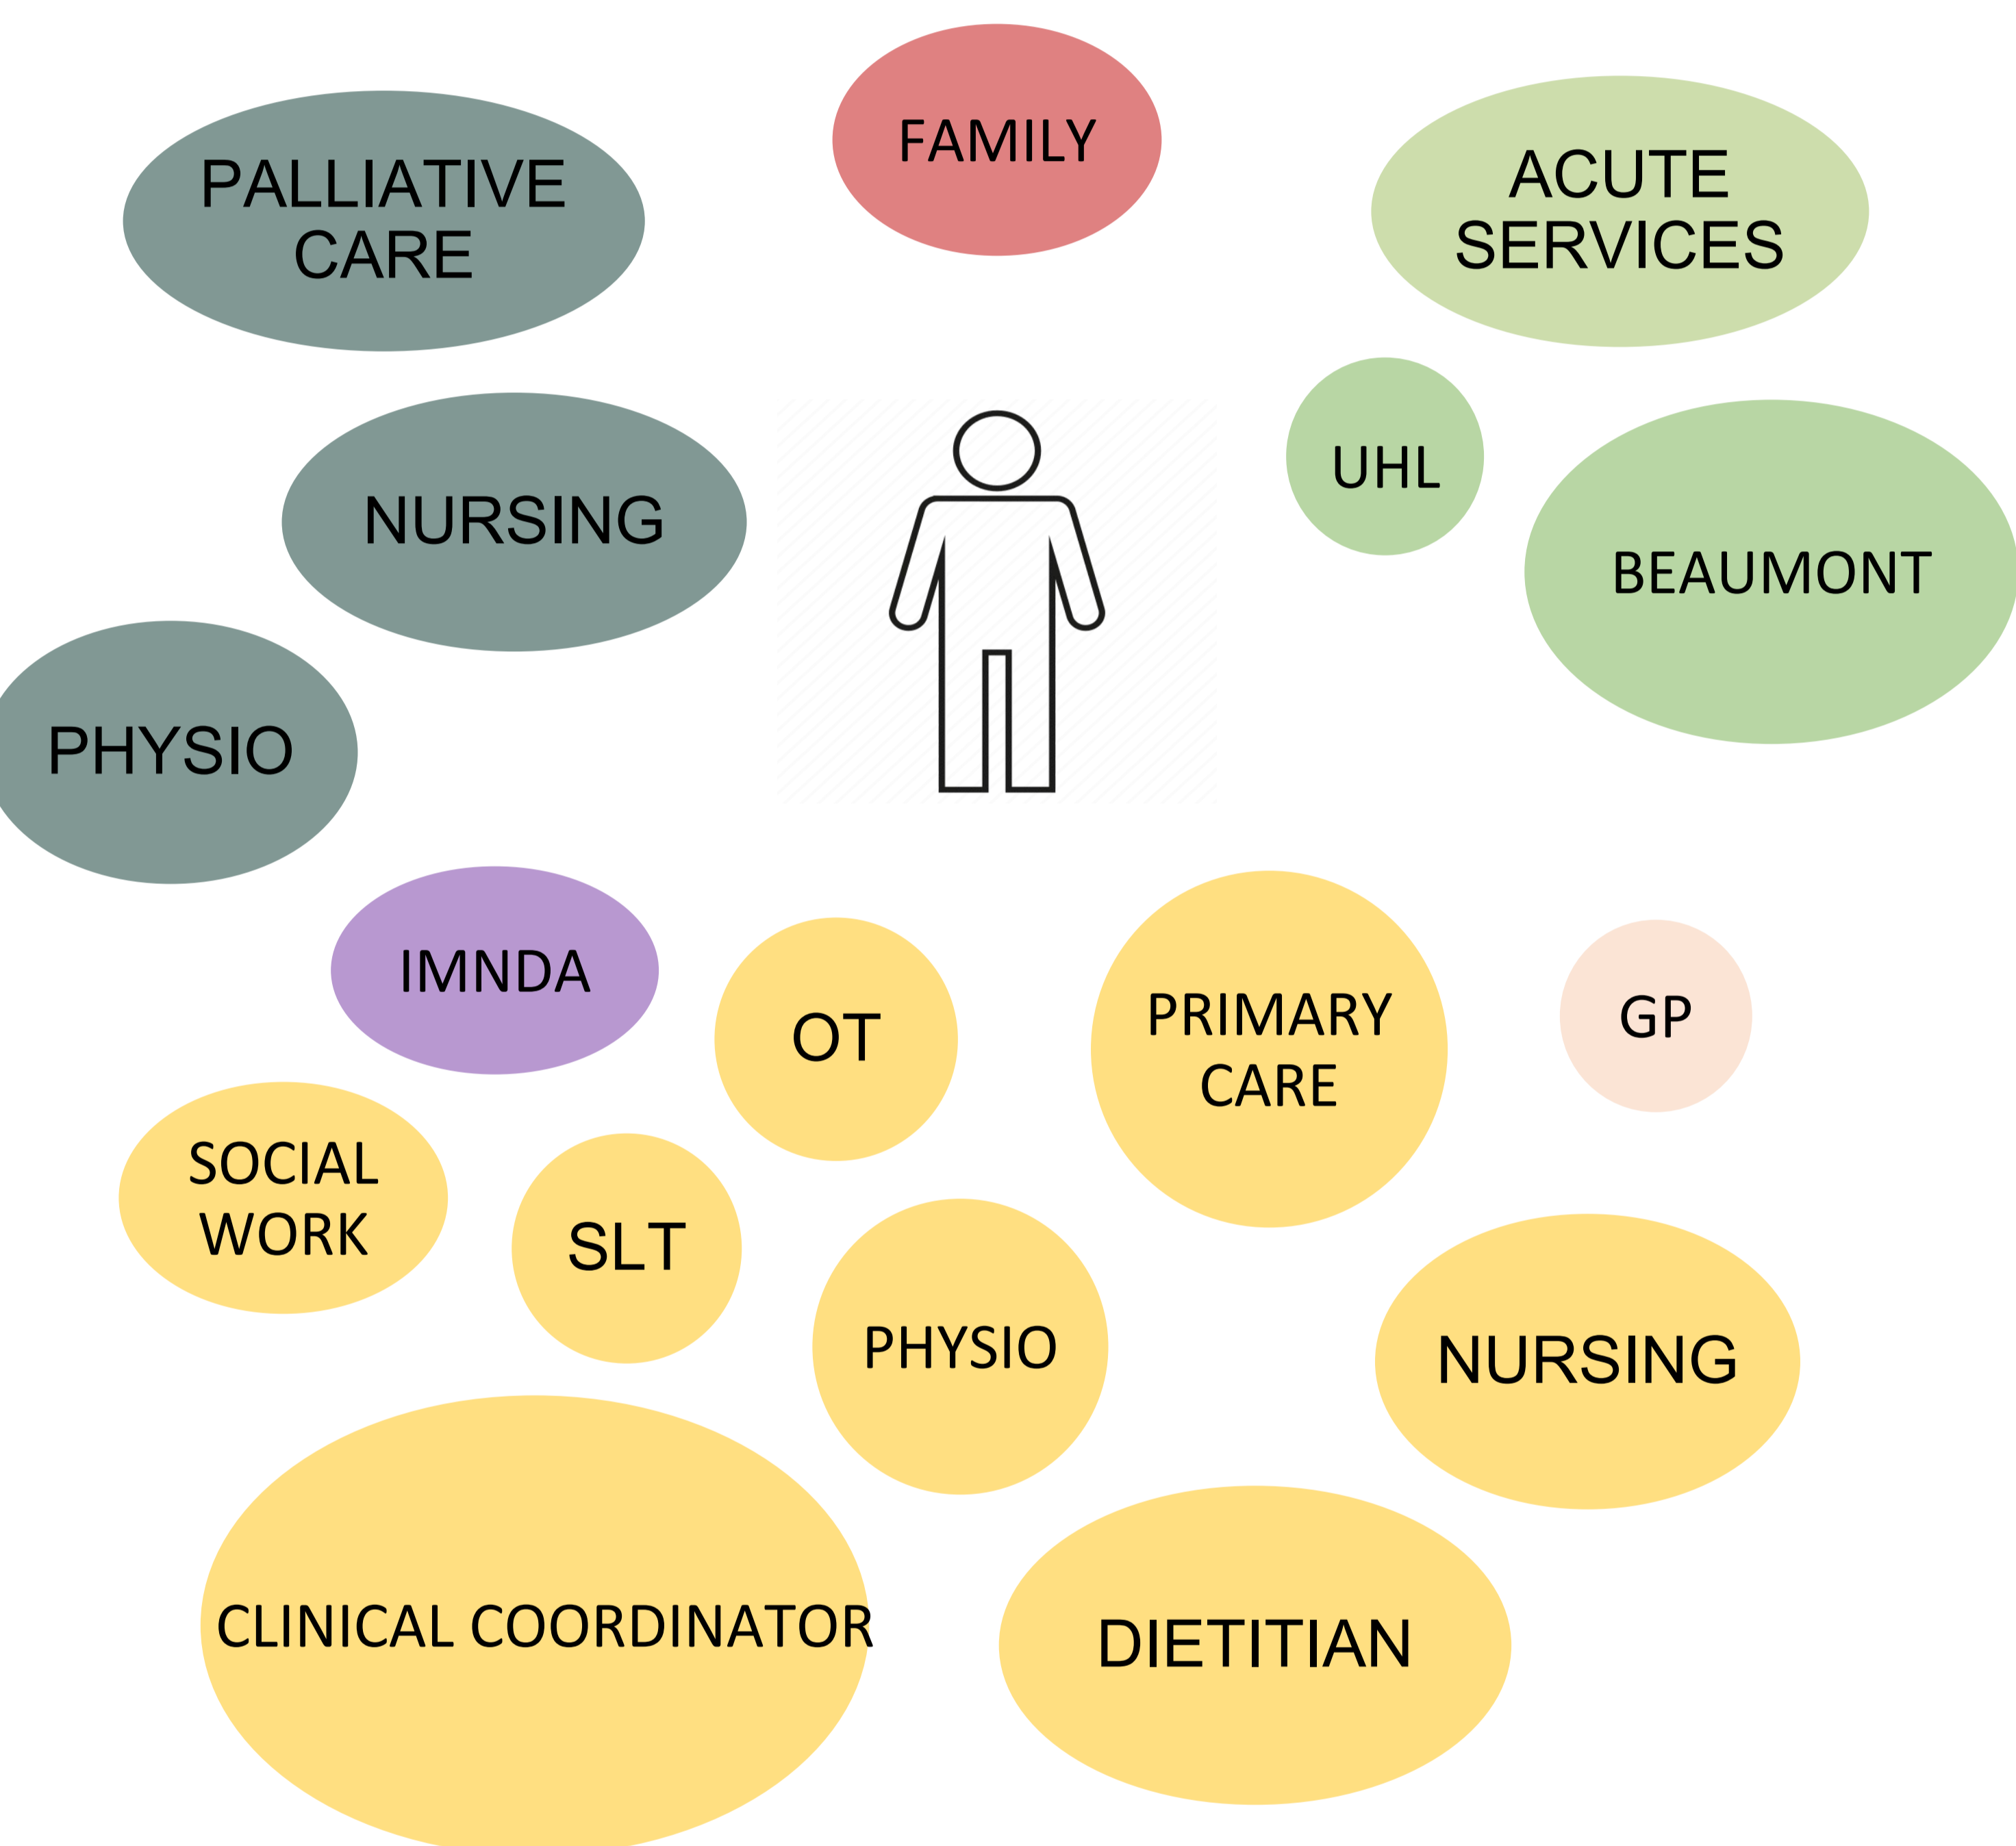 FAMILY
PALLIATIVE
CARE
ACUTE
SERVICES
UHL
NURSING
BEAUMONT
PHYSIO
IMNDA
OT
PRIMARY
CARE
GP
SOCIAL
WORK
SLT
PHYSIO
NURSING
CLINICAL COORDINATOR
DIETITIAN